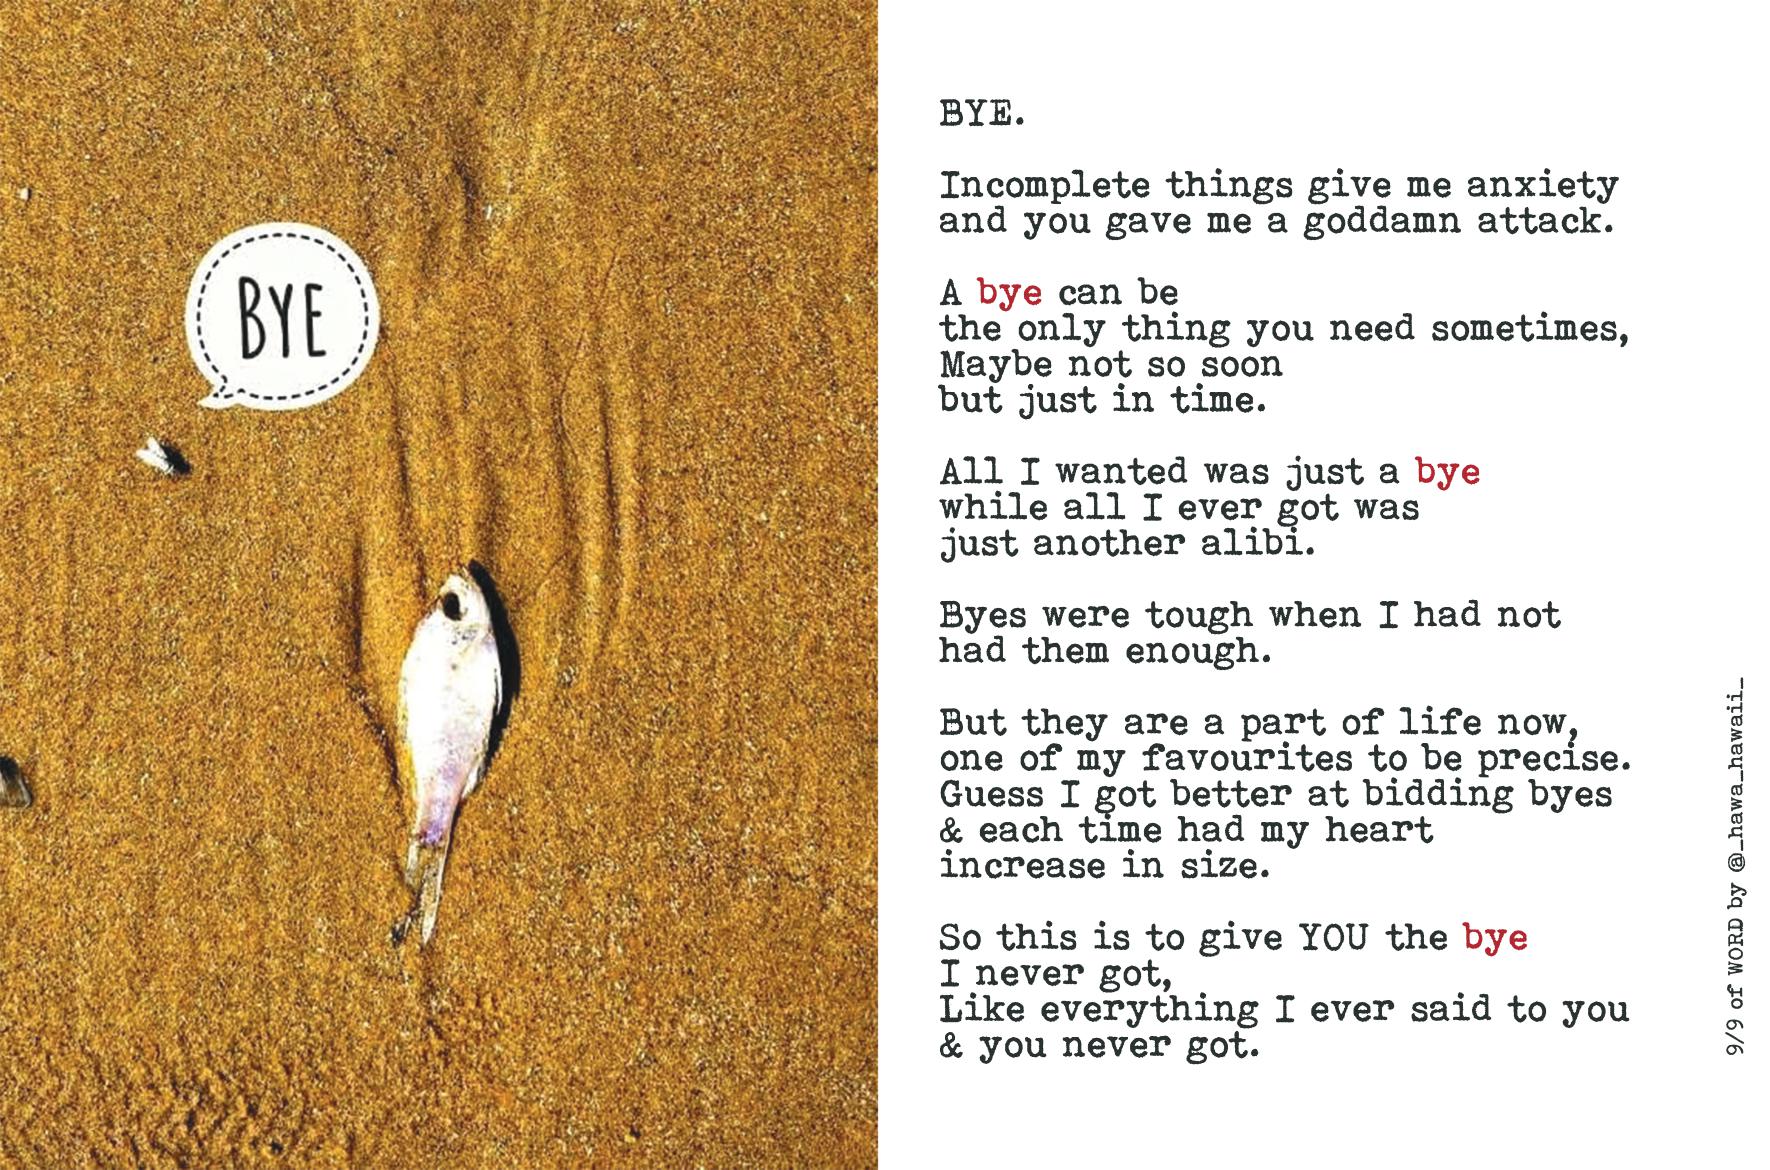 BYE
BYE.
Incomplete things give me anxiety
and you gave me a goddamn attack.
A bye can be
the only thing you need sometimes,
Maybe not so soon
but just in time.
All I wanted was just a bye
while all I ever got was
just another alibi.
Byes were tough when I had not
had them enough.
But they are a part of life now,
one of my favourites to be precise.
Guess I got better at bidding byes
& each time had my heart
increase in size.
So this is to give YOU the bye
I never got,
Like everything I ever said to you
& you never got.
9/9 of WORD by @_hawa_hawaii_